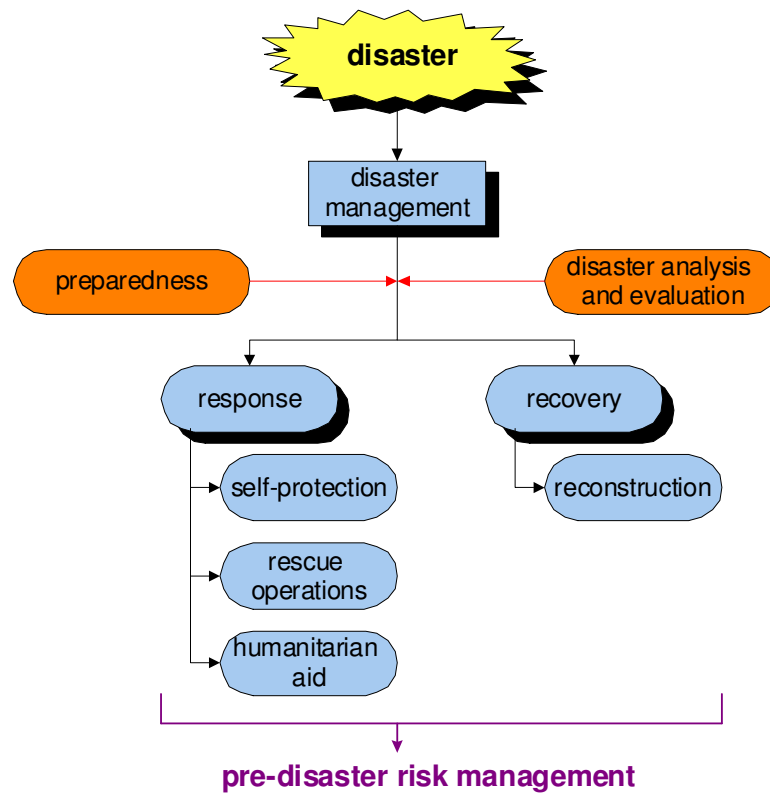 disaster
disaster
management
preparedness
disaster analysis
and evaluation
response
recovery
self-protection
reconstruction
rescue
operations
humanitarian
aid
pre-disaster risk management